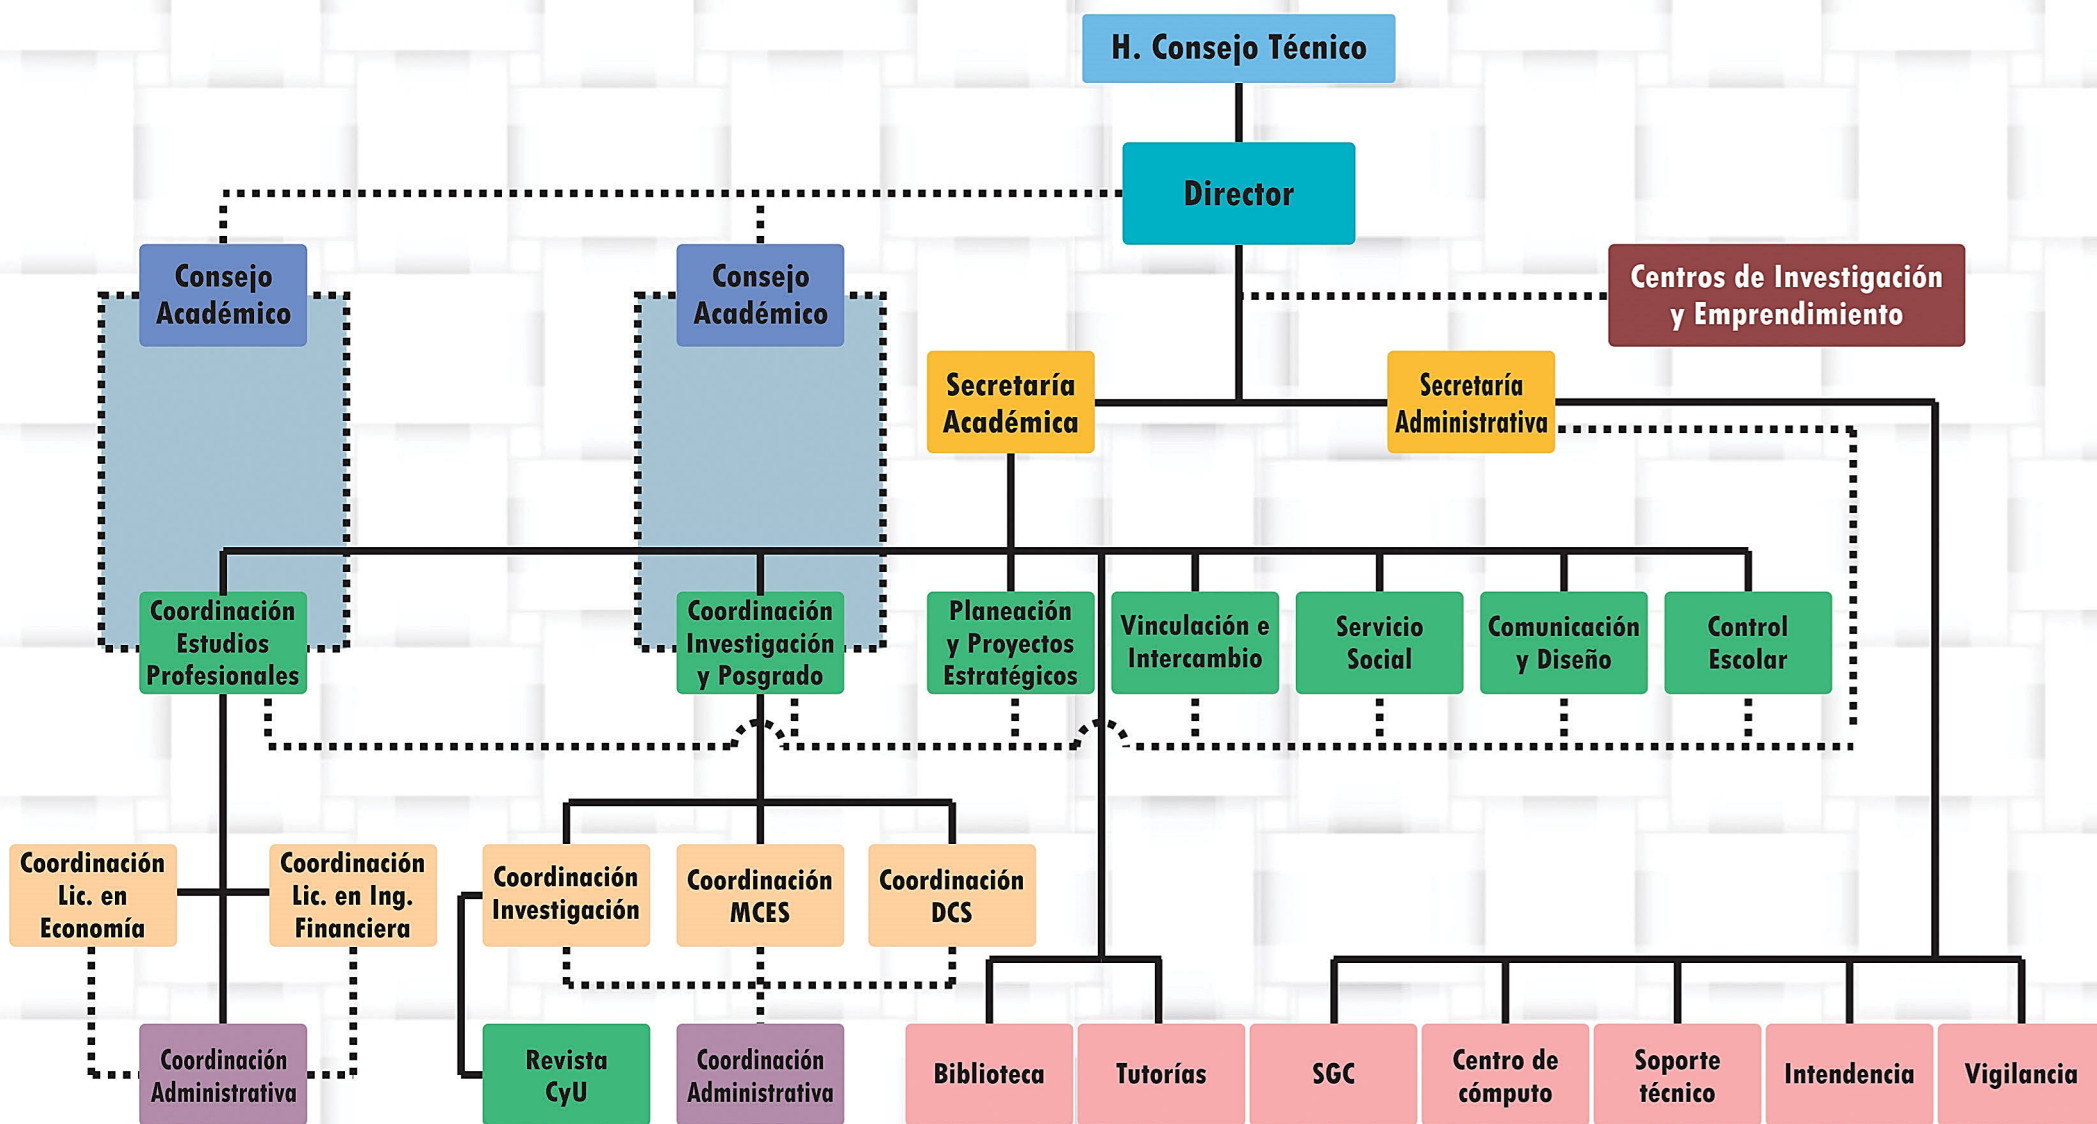 H. Consejo Técnico
Director
Consejo
Académico
Consejo
Académico
Centros de Investigación
y Emprendimiento
Secretaría
Académica
Secretaría
Administrativa
Coordinación
Estudios
Profesionales
Coordinación
Investigación
y Posgrado
Planeación
y Proyectos
Estratégicos
Vinculación e
Intercambio
Servicio
Social
Comunicación
y Diseño
Control
Escolar
Coordinación
Lic. en
Economía
Coordinación
Lic. en Ing.
Financiera
Coordinación
Investigación
Coordinación
MCES
Coordinación
DCS
Coordinación
Administrativa
Revista
CyU
Coordinación
Administrativa
Biblioteca
Tutorías
SGC
Centro de
cómputo
Soporte
técnico
Intendencia
Vigilancia